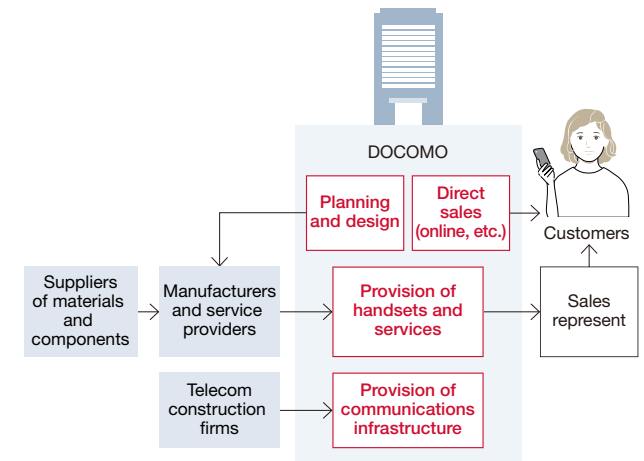 DOCOMO
Planning
and design
Direct
sales
(online, etc.)
Customers
Suppliers
of materials
and
components
Manufacturers
and service
providers
Provision of
handsets and
services
Sales
represent
Telecom
construction
firms
Provision of
communications
infrastructure